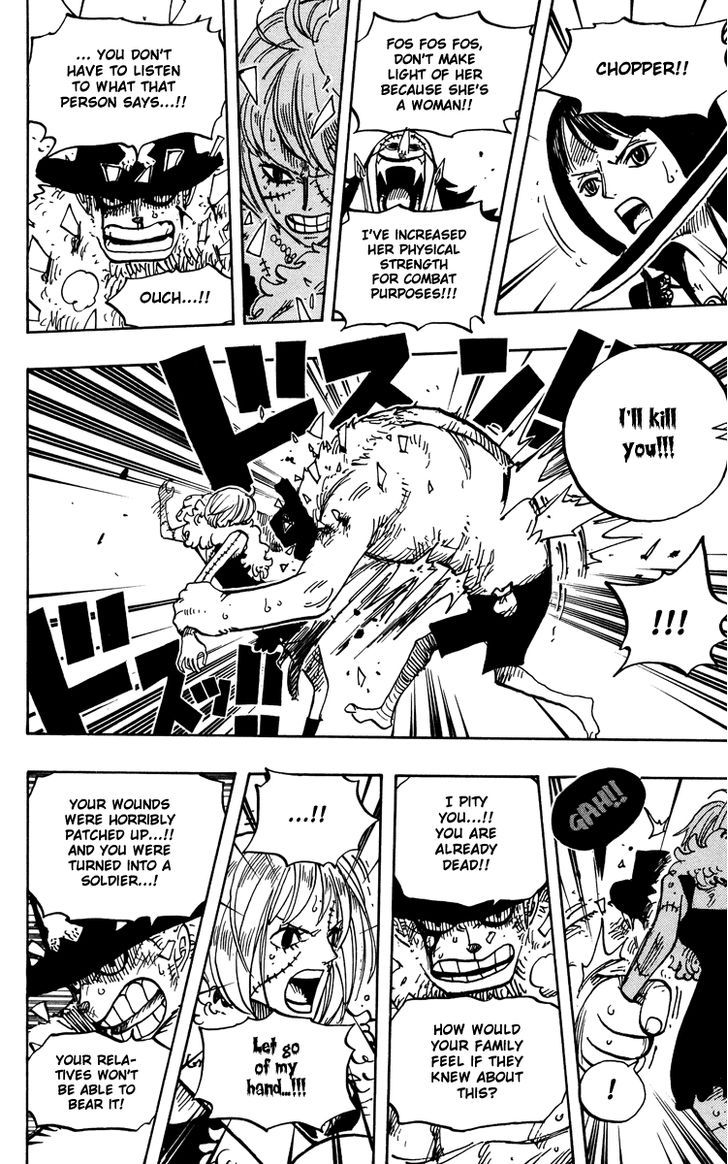 CHOPPER!!
FOS FOS FOS,
DON'T MAKE
LIGHT OF HER
BECAUSE SHE'S
A WOMAN!!
I'VE INCREASED
HER PHYSICAL
STRENGTH
FOR COMBAT
PURPOSES!!!
... YOU DON'T
HAVE TO LISTEN
TO WHAT THAT
PERSON SAYS...!!
OUCH...!!
I'll kill
you!!!
!!!
ドスン!
ドドッ
GAH!!
!
I PITY
YOU...!!
YOU ARE
ALREADY
DEAD!!
HOW WOULD
YOUR FAMILY
FEEL IF THEY
KNEW ABOUT
THIS?
...!!
Let go
of my
hand...!!!
YOUR WOUNDS
WERE HORRIBLY
PATCHED UP...!!
AND YOU WERE
TURNED INTO A
SOLDIER...!
YOUR RELA-
TIVES WON'T
BE ABLE TO
BEAR IT!